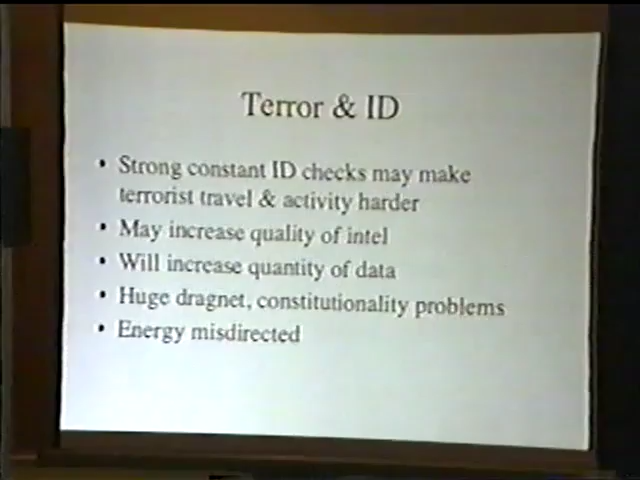 Terror & ID
• Strong constant ID checks may make
terrorist travel & activity harder
• May increase quality of intel
• Will increase quantity of data
• Huge dragnet, constitutionality problems
• Energy misdirected